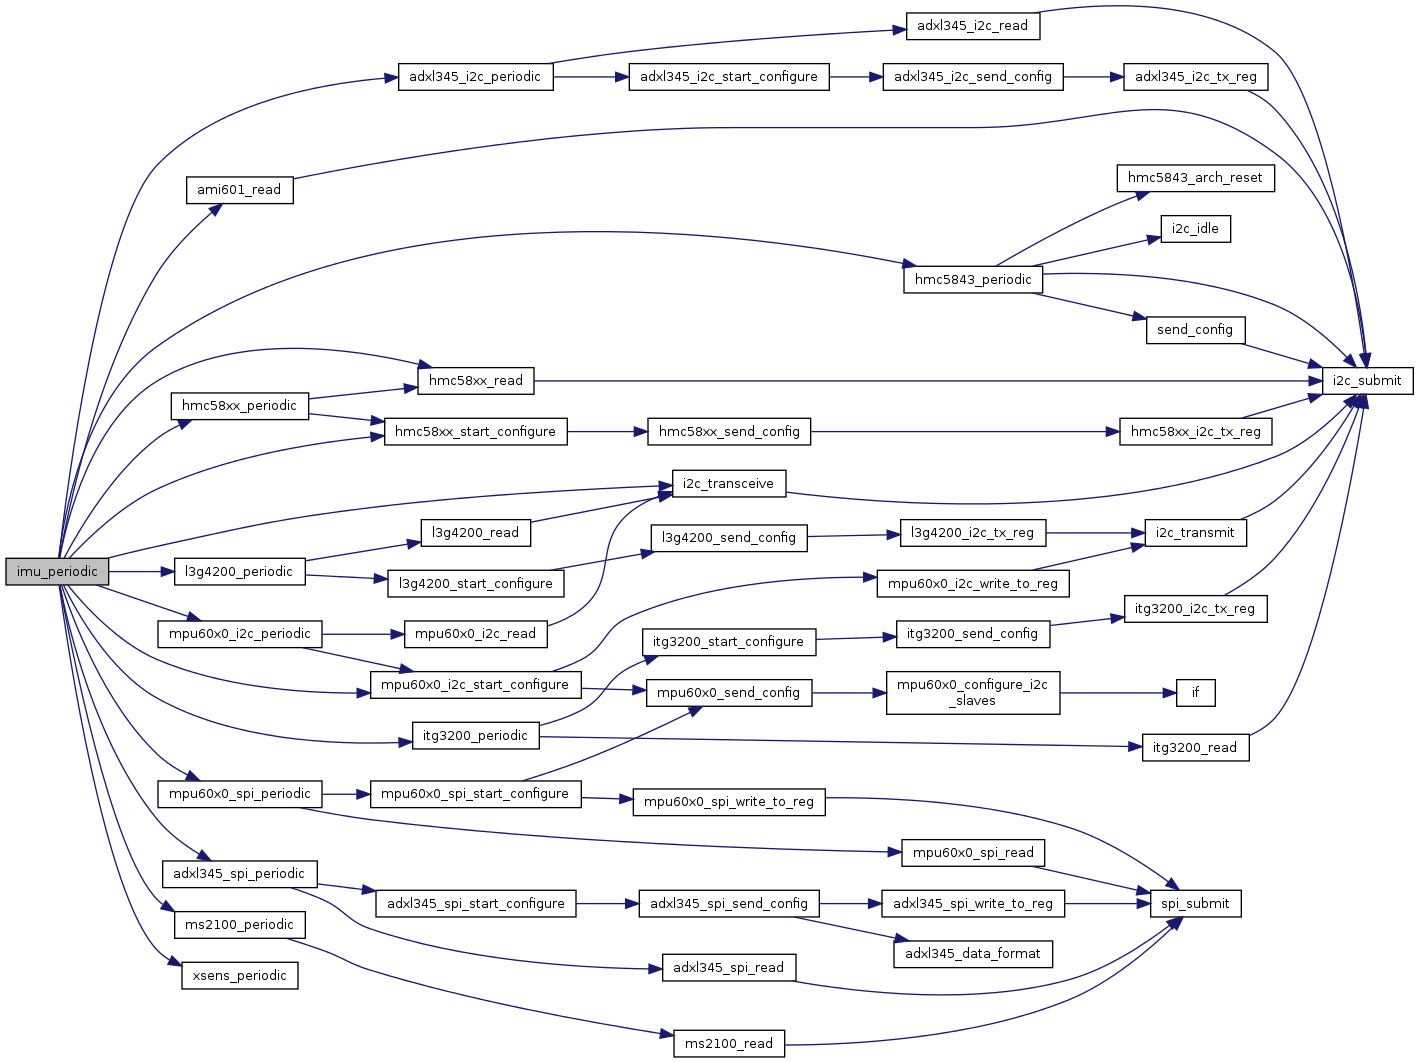 adxl345_i2c_read
adxl345_i2c_periodic
adxl345_i2c_start_configure
adxl345_i2c_send_config
adxl345_i2c_tx_reg
ami601_read
hmc5843_arch_reset
i2c_idle
hmc5843_periodic
send_config
hmc58xx_read
i2c_submit
hmc58xx_periodic
hmc58xx_start_configure
hmc58xx_send_config
hmc58xx_i2c_tx_reg
i2c_transceive
l3g4200_read
l3g4200_send_config
l3g4200_i2c_tx_reg
i2c_transmit
imu_periodic
l3g4200_periodic
l3g4200_start_configure
mpu60x0_i2c_write_to_reg
itg3200_i2c_tx_reg
mpu60x0_i2c_periodic
mpu60x0_i2c_read
itg3200_start_configure
itg3200_send_config
mpu60x0_i2c_start_configure
mpu60x0_send_config
mpu60x0_configure_i2c
_slaves
if
itg3200_periodic
itg3200_read
mpu60x0_spi_periodic
mpu60x0_spi_start_configure
mpu60x0_spi_write_to_reg
mpu60x0_spi_read
adxl345_spi_periodic
adxl345_spi_start_configure
adxl345_spi_send_config
adxl345_spi_write_to_reg
spi_submit
ms2100_periodic
adxl345_data_format
xsens_periodic
adxl345_spi_read
ms2100_read